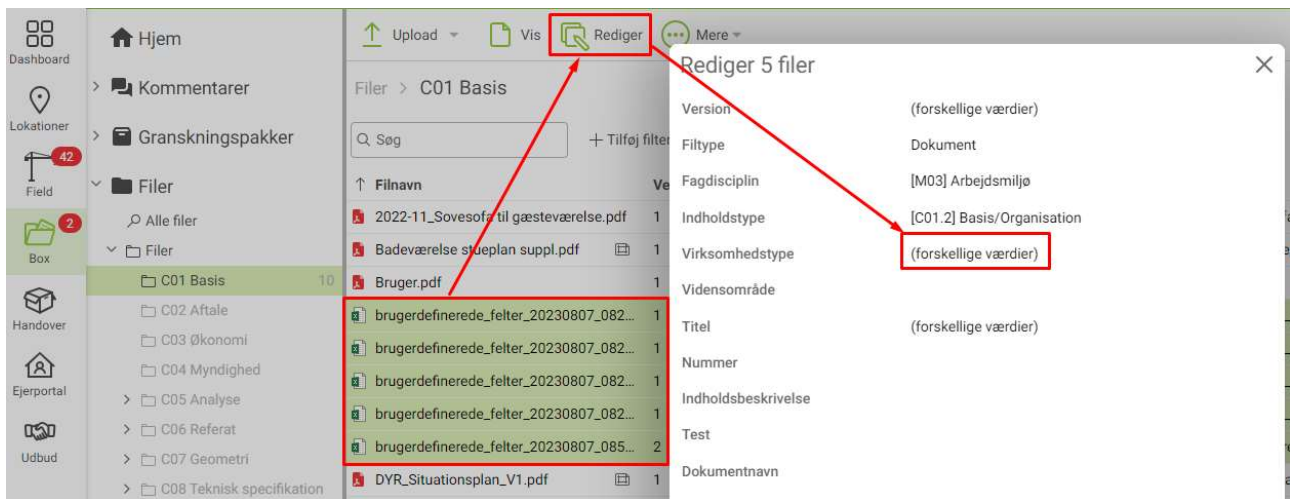 Dashboard
Lokationer
42
Field
2
Box
Handover
Ejerportal
Udbud
Hjem
Kommentarer
Granskningspakker
Filer
Alle filer
Filer
C01 Basis 10
C02 Aftale
C03 Økonomi
C04 Myndighed
C05 Analyse
C06 Referat
C07 Geometri
C08 Teknisk specifikation
Upload Vis Rediger Mere
Filer > C01 Basis
Søg + Tilføj filter
↑ Filnavn Ve
2022-11_Sovesofa til gæsteværelse.pdf 1
Badeværelse stueplan suppl.pdf 1
Bruger.pdf 1
brugerdefinerede_felter_20230807_082... 1
brugerdefinerede_felter_20230807_082... 1
brugerdefinerede_felter_20230807_082... 1
brugerdefinerede_felter_20230807_082... 1
brugerdefinerede_felter_20230807_085... 2
DYR_Situationsplan_V1.pdf 1
Rediger 5 filer
Version (forskellige værdier)
Filtype Dokument
Fagdisciplin [M03] Arbejdsmiljø
Indholdstype [C01.2] Basis/Organisation
Virksomhedstype (forskellige værdier)
Vidensområde
Titel (forskellige værdier)
Nummer
Indholdsbeskrivelse
Test
Dokumentnavn